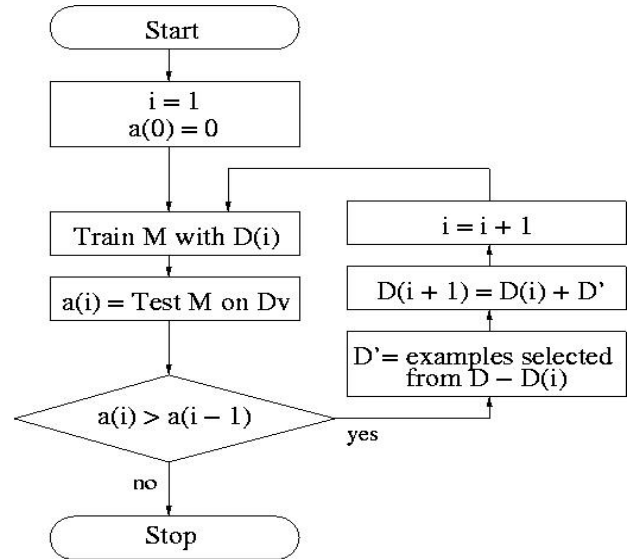 Start
i = 1
a(0) = 0
Train M with D(i)
a(i) = Test M on Dv
a(i) > a(i − 1)
yes
no
Stop
D’= examples selected
from D − D(i)
D(i + 1) = D(i) + D’
i = i + 1